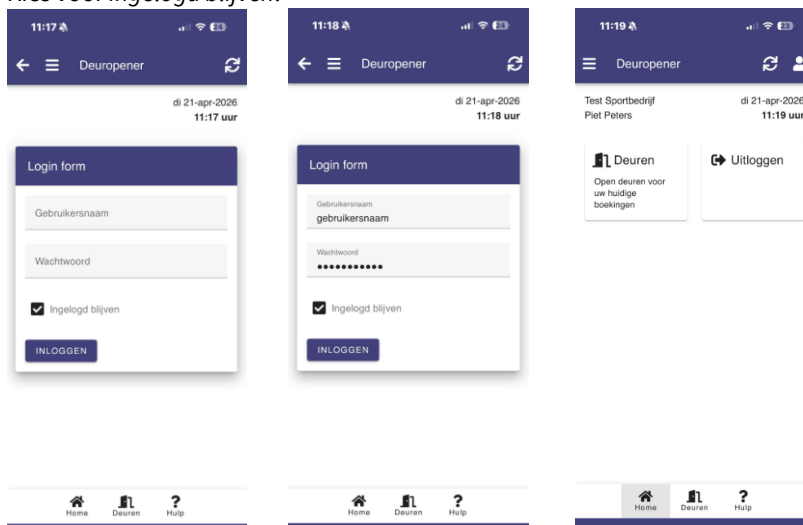 Kies voor ingelogd blijven.
11:17
24
Deuropener
di 21-apr-2026
11:17 uur
Login form
Gebruikersnaam
Wachtwoord
Ingelogd blijven
INLOGGEN
Home Deuren Hulp
11:18
23
Deuropener
di 21-apr-2026
11:18 uur
Login form
Gebruikersnaam
gebruikersnaam
Wachtwoord
•••••••••••
Ingelogd blijven
INLOGGEN
Home Deuren Hulp
11:19
23
Deuropener
Test Sportbedrijf di 21-apr-2026
Piet Peters 11:19 uur
Deuren Uitloggen
Open deuren voor
uw huidige
boekingen
Home Deuren Hulp